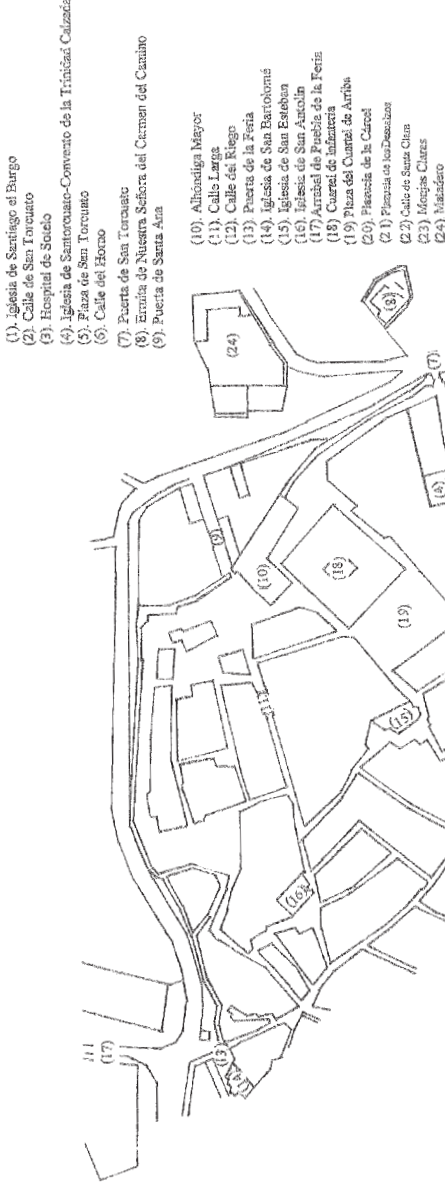 (1). Iglesia de Santiago el Burgo
(2). Calle de San Torcuato
(3). Hospital de Sotelo
(4). Iglesia de Santorcuato-Convento de la Trinidad Calzada
(5). Plaza de San Torcuato
(6). Calle del Horno
(7). Puerta de San Torcuato
(8). Ermita de Nuestra Señora del Carmen del Camino
(9). Puerta de Santa Ana
(10). Alhóndiga Mayor
(11). Calle Larga
(12). Calle del Riego
(13). Puerta de la Feria
(14). Iglesia de San Bartolomé
(15). Iglesia de San Esteban
(16). Iglesia de San Antolín
(17) Arrabal de Puebla de la Feria
(18) Cuartel de Infantería
(19) Plaza del Cuartel de Arriba
(20). Plazuela de la Cárcel
(21) Plazuela de los Descalzos
(22) Calle de Santa Clara
(23) Monjas Claras
(24) Matadero
(24)
(8)
(7)
(4)
(9)
(10)
(18)
(19)
(11)
(15)
(16)
(17)
(13)
(14)